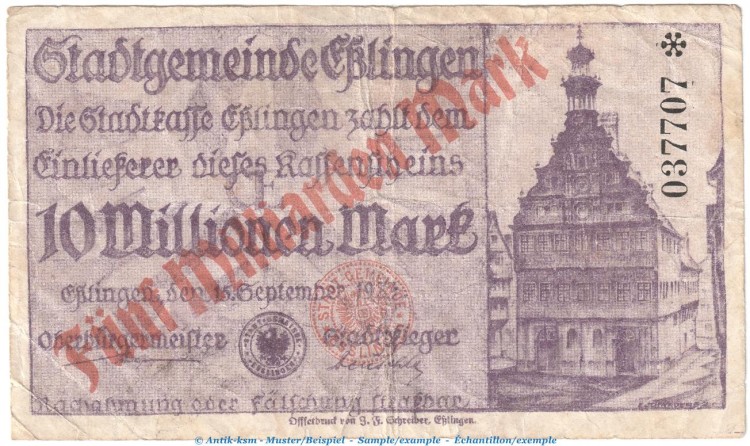 Stadtgemeinde Eßlingen
Die Stadtkasse Eßlingen zahlt dem
Einlieferer dieses Kassenscheins
10 Millionen Mark
Fünf Milliarden Mark
Eßlingen, den 15. September 1923
Oberbürgermeister Stadtpfleger
Nachahmung oder Fälschung strafbar
Offsetdruck von J. F. Schreiber, Eßlingen.
037707 *
© Antik-ksm - Muster/Beispiel - Sample/exemple - Échantillon/exemple